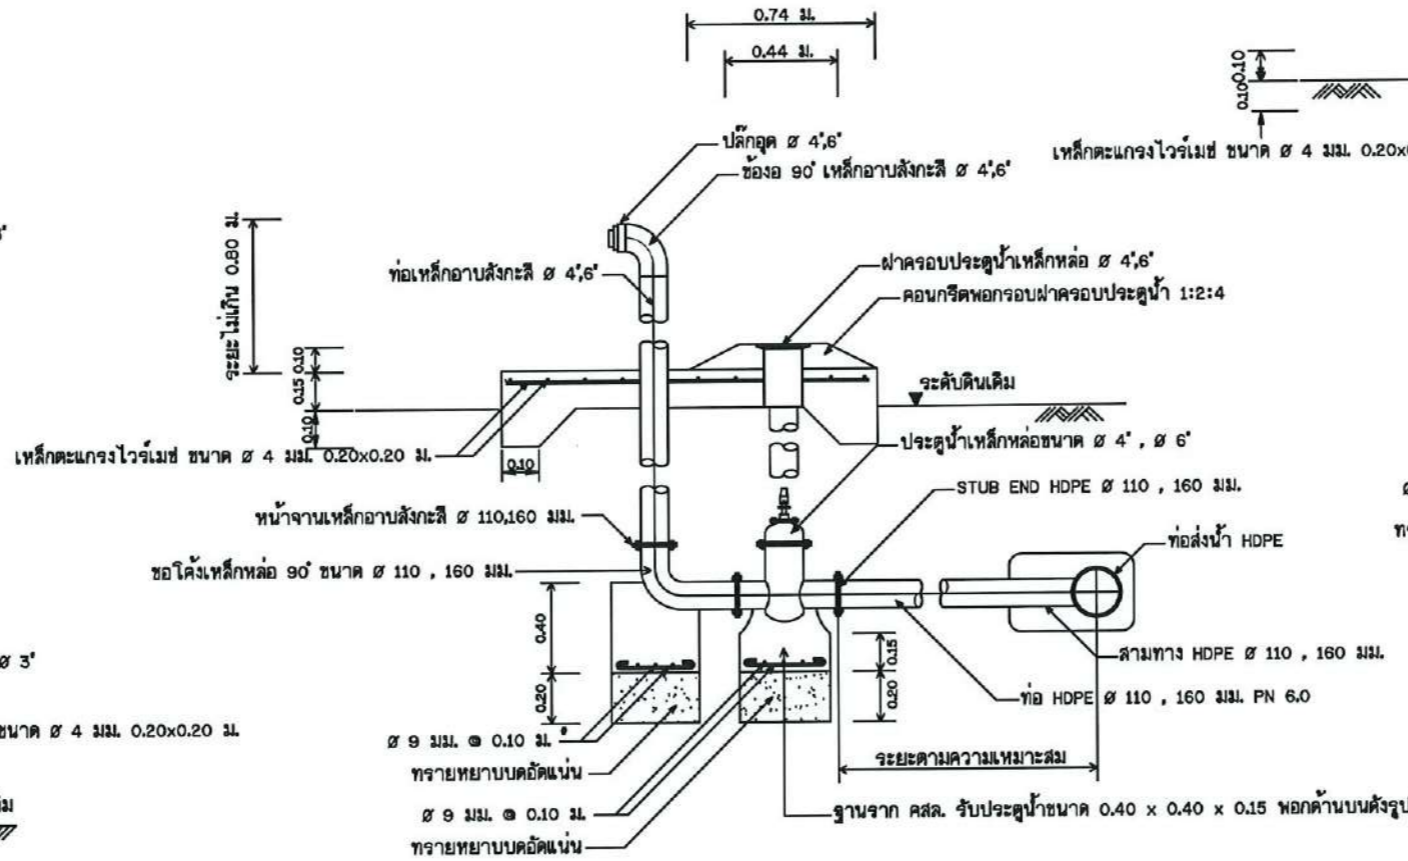 0.74 ม.
0.44 ม.
0.10
0.10
ปลั๊กอุด ø 4",6"
ข้องอ 90° เหล็กอาบสังกะสี ø 4",6"
เหล็กตะแกรงไวร์เมช ขนาด ø 4 มม. 0.20x
ระยะไม่เกิน 0.80 ม.
ท่อเหล็กอาบสังกะสี ø 4",6"
ฝาครอบประตูน้ำเหล็กหล่อ ø 4",6"
คอนกรีตพอกรอบฝาครอบประตูน้ำ 1:2:4
0.10
0.15
0.10
ระดับดินเดิม
0.10
เหล็กตะแกรงไวร์เมช ขนาด ø 4 มม. 0.20x0.20 ม.
ประตูน้ำเหล็กหล่อขนาด ø 4" , ø 6"
STUB END HDPE ø 110 , 160 มม.
หน้าจานเหล็กอาบสังกะสี ø 110,160 มม.
ท่อส่งน้ำ HDPE
ขอโค้งเหล็กหล่อ 90° ขนาด ø 110 , 160 มม.
0.40
0.20
0.15
0.20
ø 3"
สามทาง HDPE ø 110 , 160 มม.
ท่อ HDPE ø 110 , 160 มม. PN 6.0
ขนาด ø 4 มม. 0.20x0.20 ม.
ø 9 มม. @ 0.10 ม.
ทรายหยาบบดอัดแน่น
ระยะตามความเหมาะสม
ø 9 มม. @ 0.10 ม.
ฐานราก คสล. รับประตูน้ำขนาด 0.40 x 0.40 x 0.15 พอกด้านบนดังรูป
ทรายหยาบบดอัดแน่น